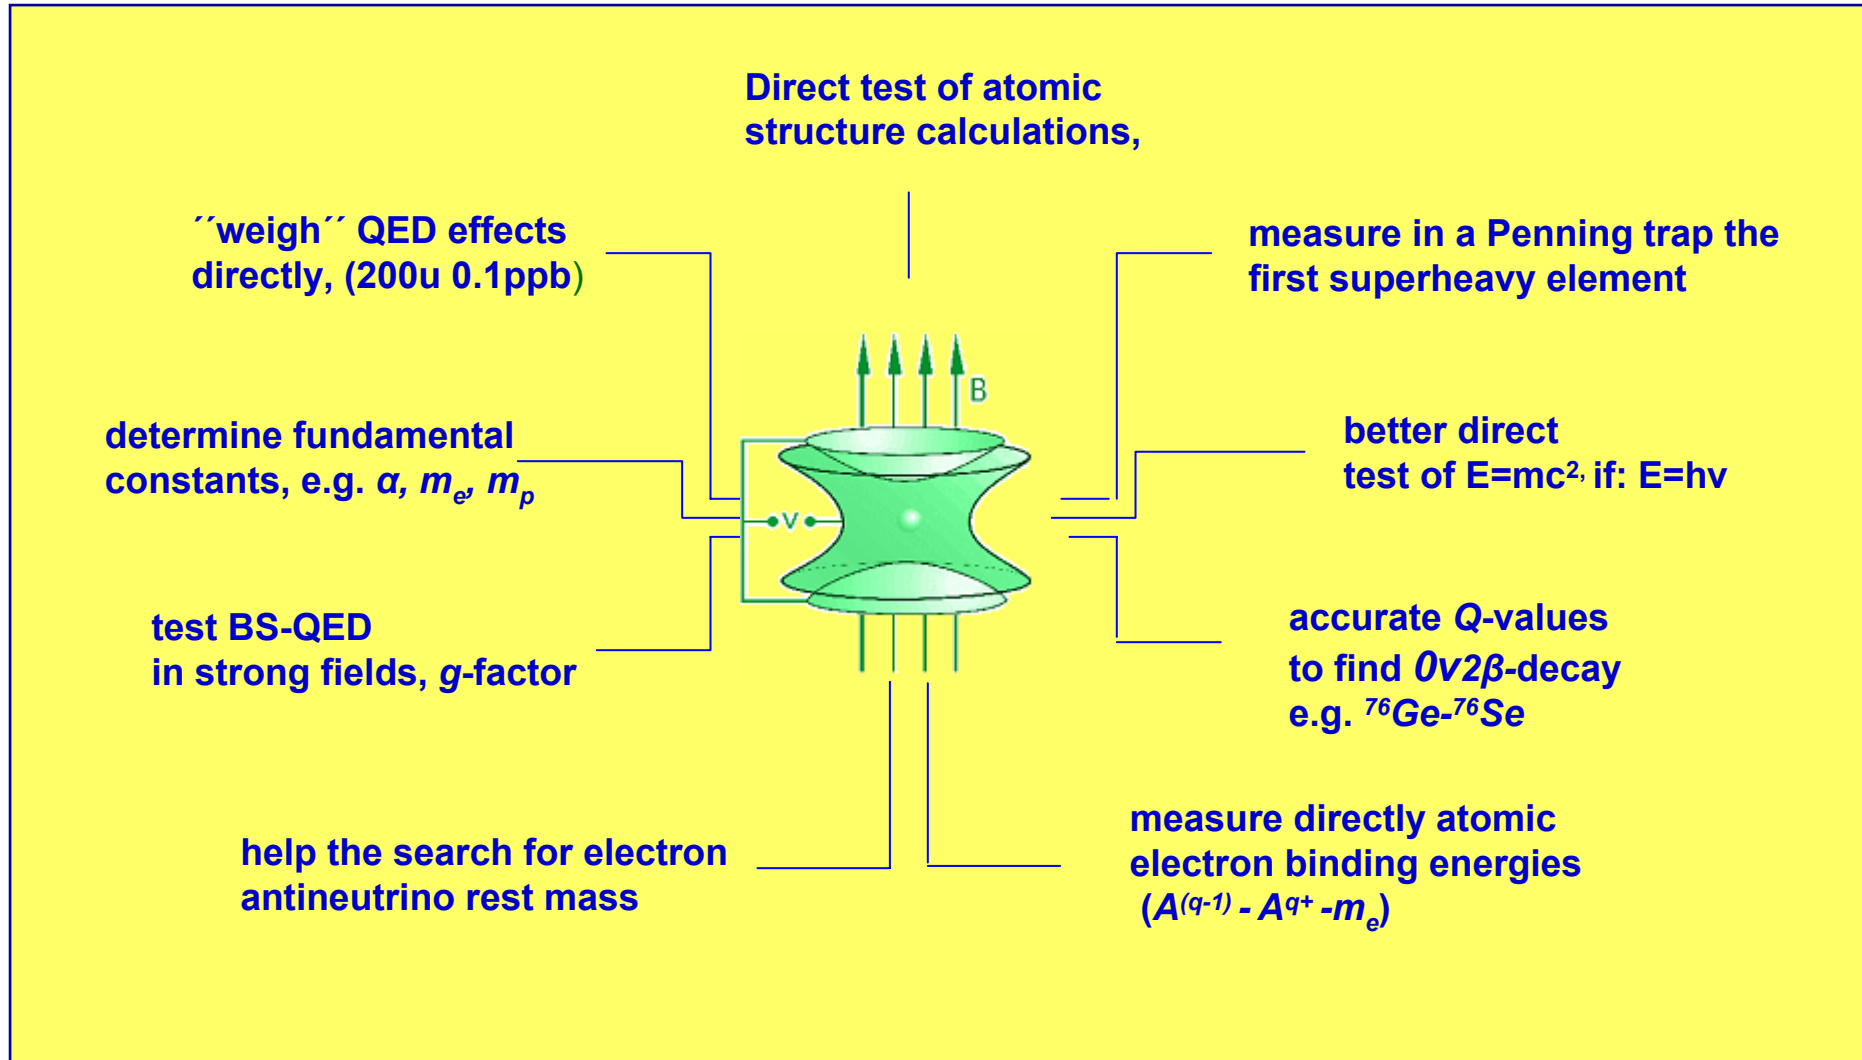 Direct test of atomic
structure calculations,
´´weigh´´ QED effects
directly, (200u 0.1ppb)
measure in a Penning trap the
first superheavy element
B
determine fundamental
constants, e.g. α, mₑ, mₚ
better direct
test of E=mc², if: E=hv
V
test BS-QED
in strong fields, g-factor
accurate Q-values
to find 0v2β-decay
e.g. ⁷⁶Ge-⁷⁶Se
help the search for electron
antineutrino rest mass
measure directly atomic
electron binding energies
(A⁽q-1⁾ - Aq⁺ -mₑ)